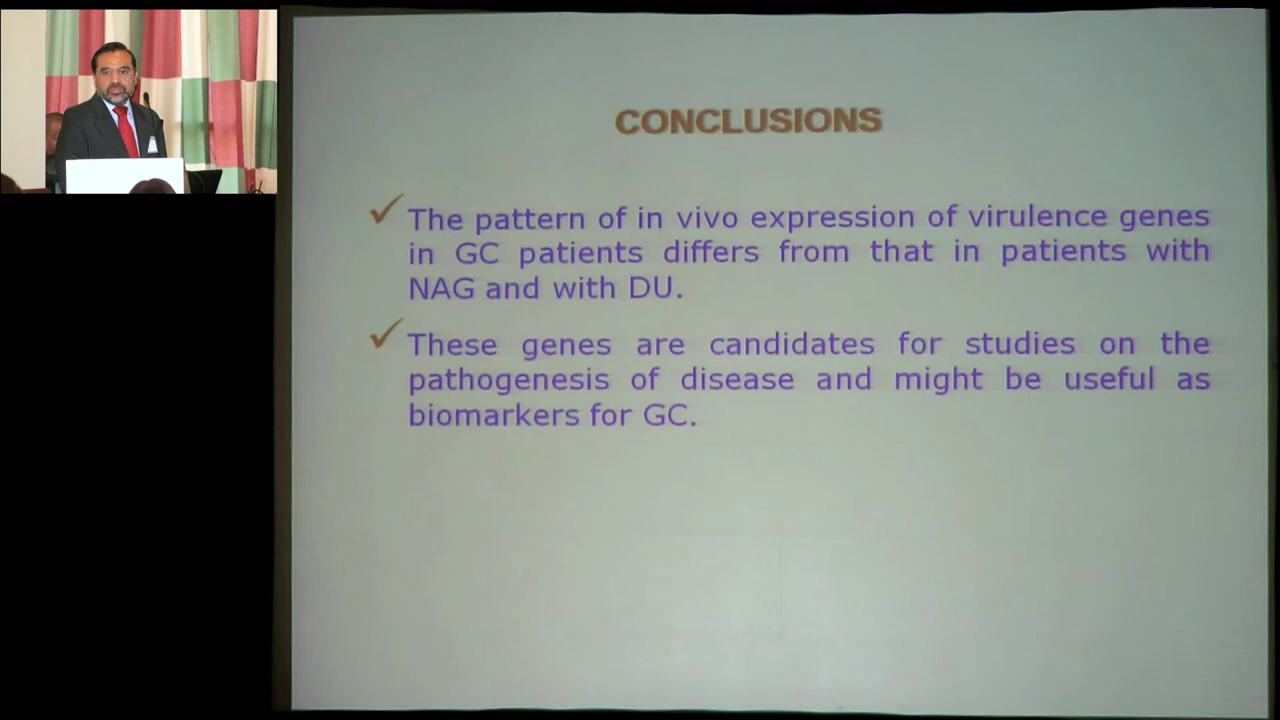 CONCLUSIONS
✓ The pattern of in vivo expression of virulence genes
in GC patients differs from that in patients with
NAG and with DU.
✓ These genes are candidates for studies on the
pathogenesis of disease and might be useful as
biomarkers for GC.